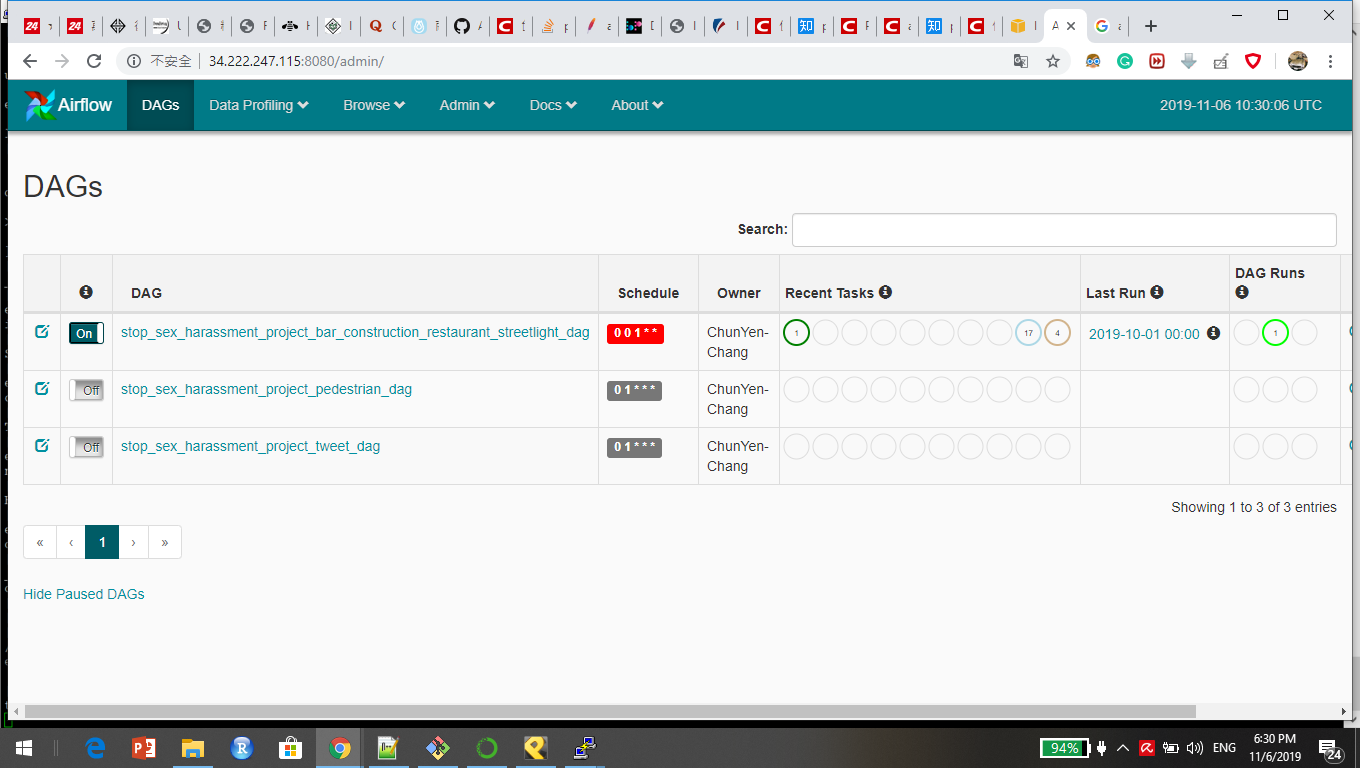 不安全
34.222.247.115:8080/admin/
Airflow DAGs Data Profiling Browse Admin Docs About 2019-11-06 10:30:06 UTC
DAGs
Search:
DAG Schedule Owner Recent Tasks Last Run DAG Runs
On stop_sex_harassment_project_bar_construction_restaurant_streetlight_dag 0 0 1 * * ChunYen-
Chang
1 17 4 2019-10-01 00:00 1
Off stop_sex_harassment_project_pedestrian_dag 0 1 * * * ChunYen-
Chang
Off stop_sex_harassment_project_tweet_dag 0 1 * * * ChunYen-
Chang
Showing 1 to 3 of 3 entries
« ‹ 1 › »
Hide Paused DAGs
94% ENG
6:30 PM
11/6/2019
24